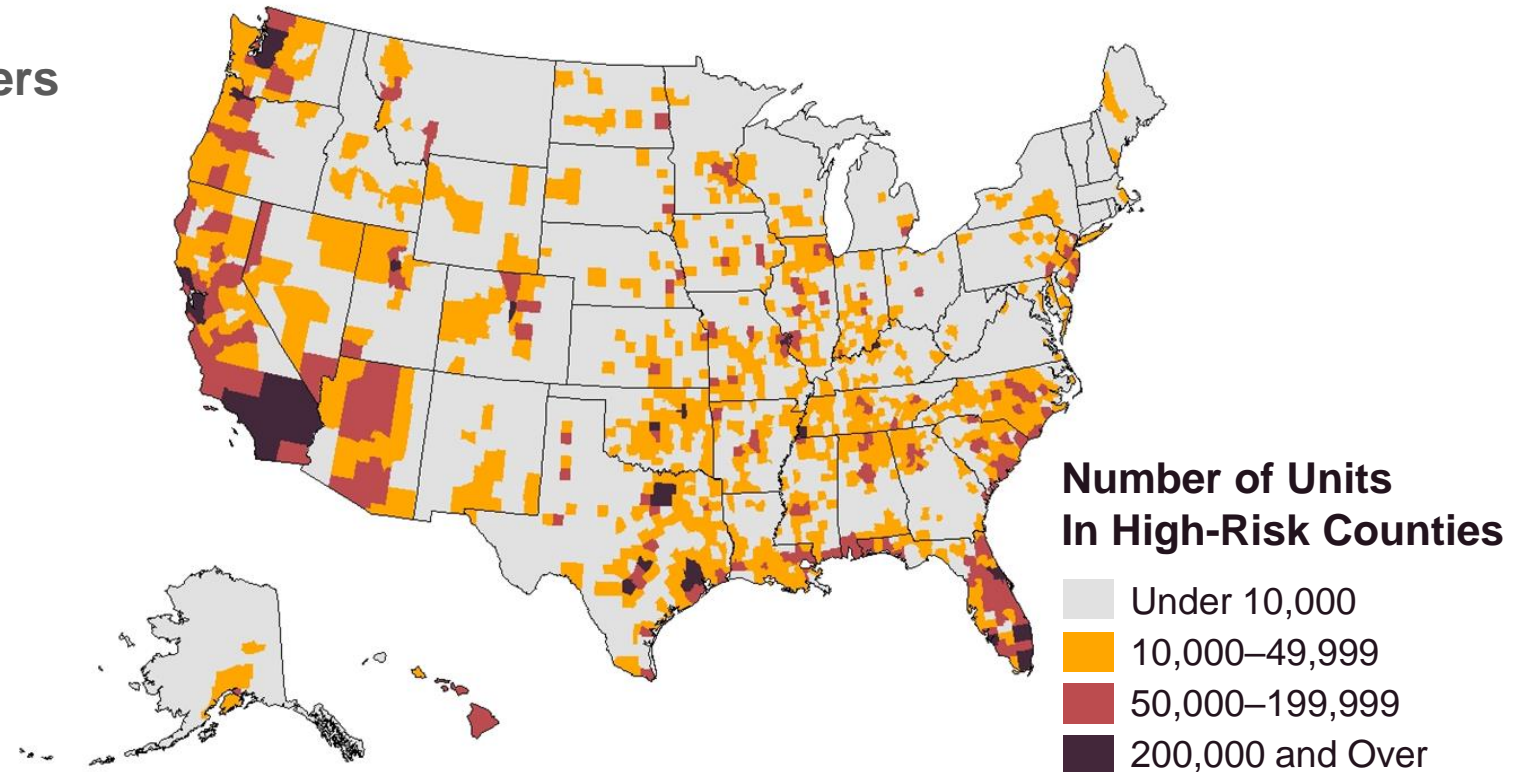 ers
Number of Units
In High-Risk Counties
Under 10,000
10,000–49,999
50,000–199,999
200,000 and Over